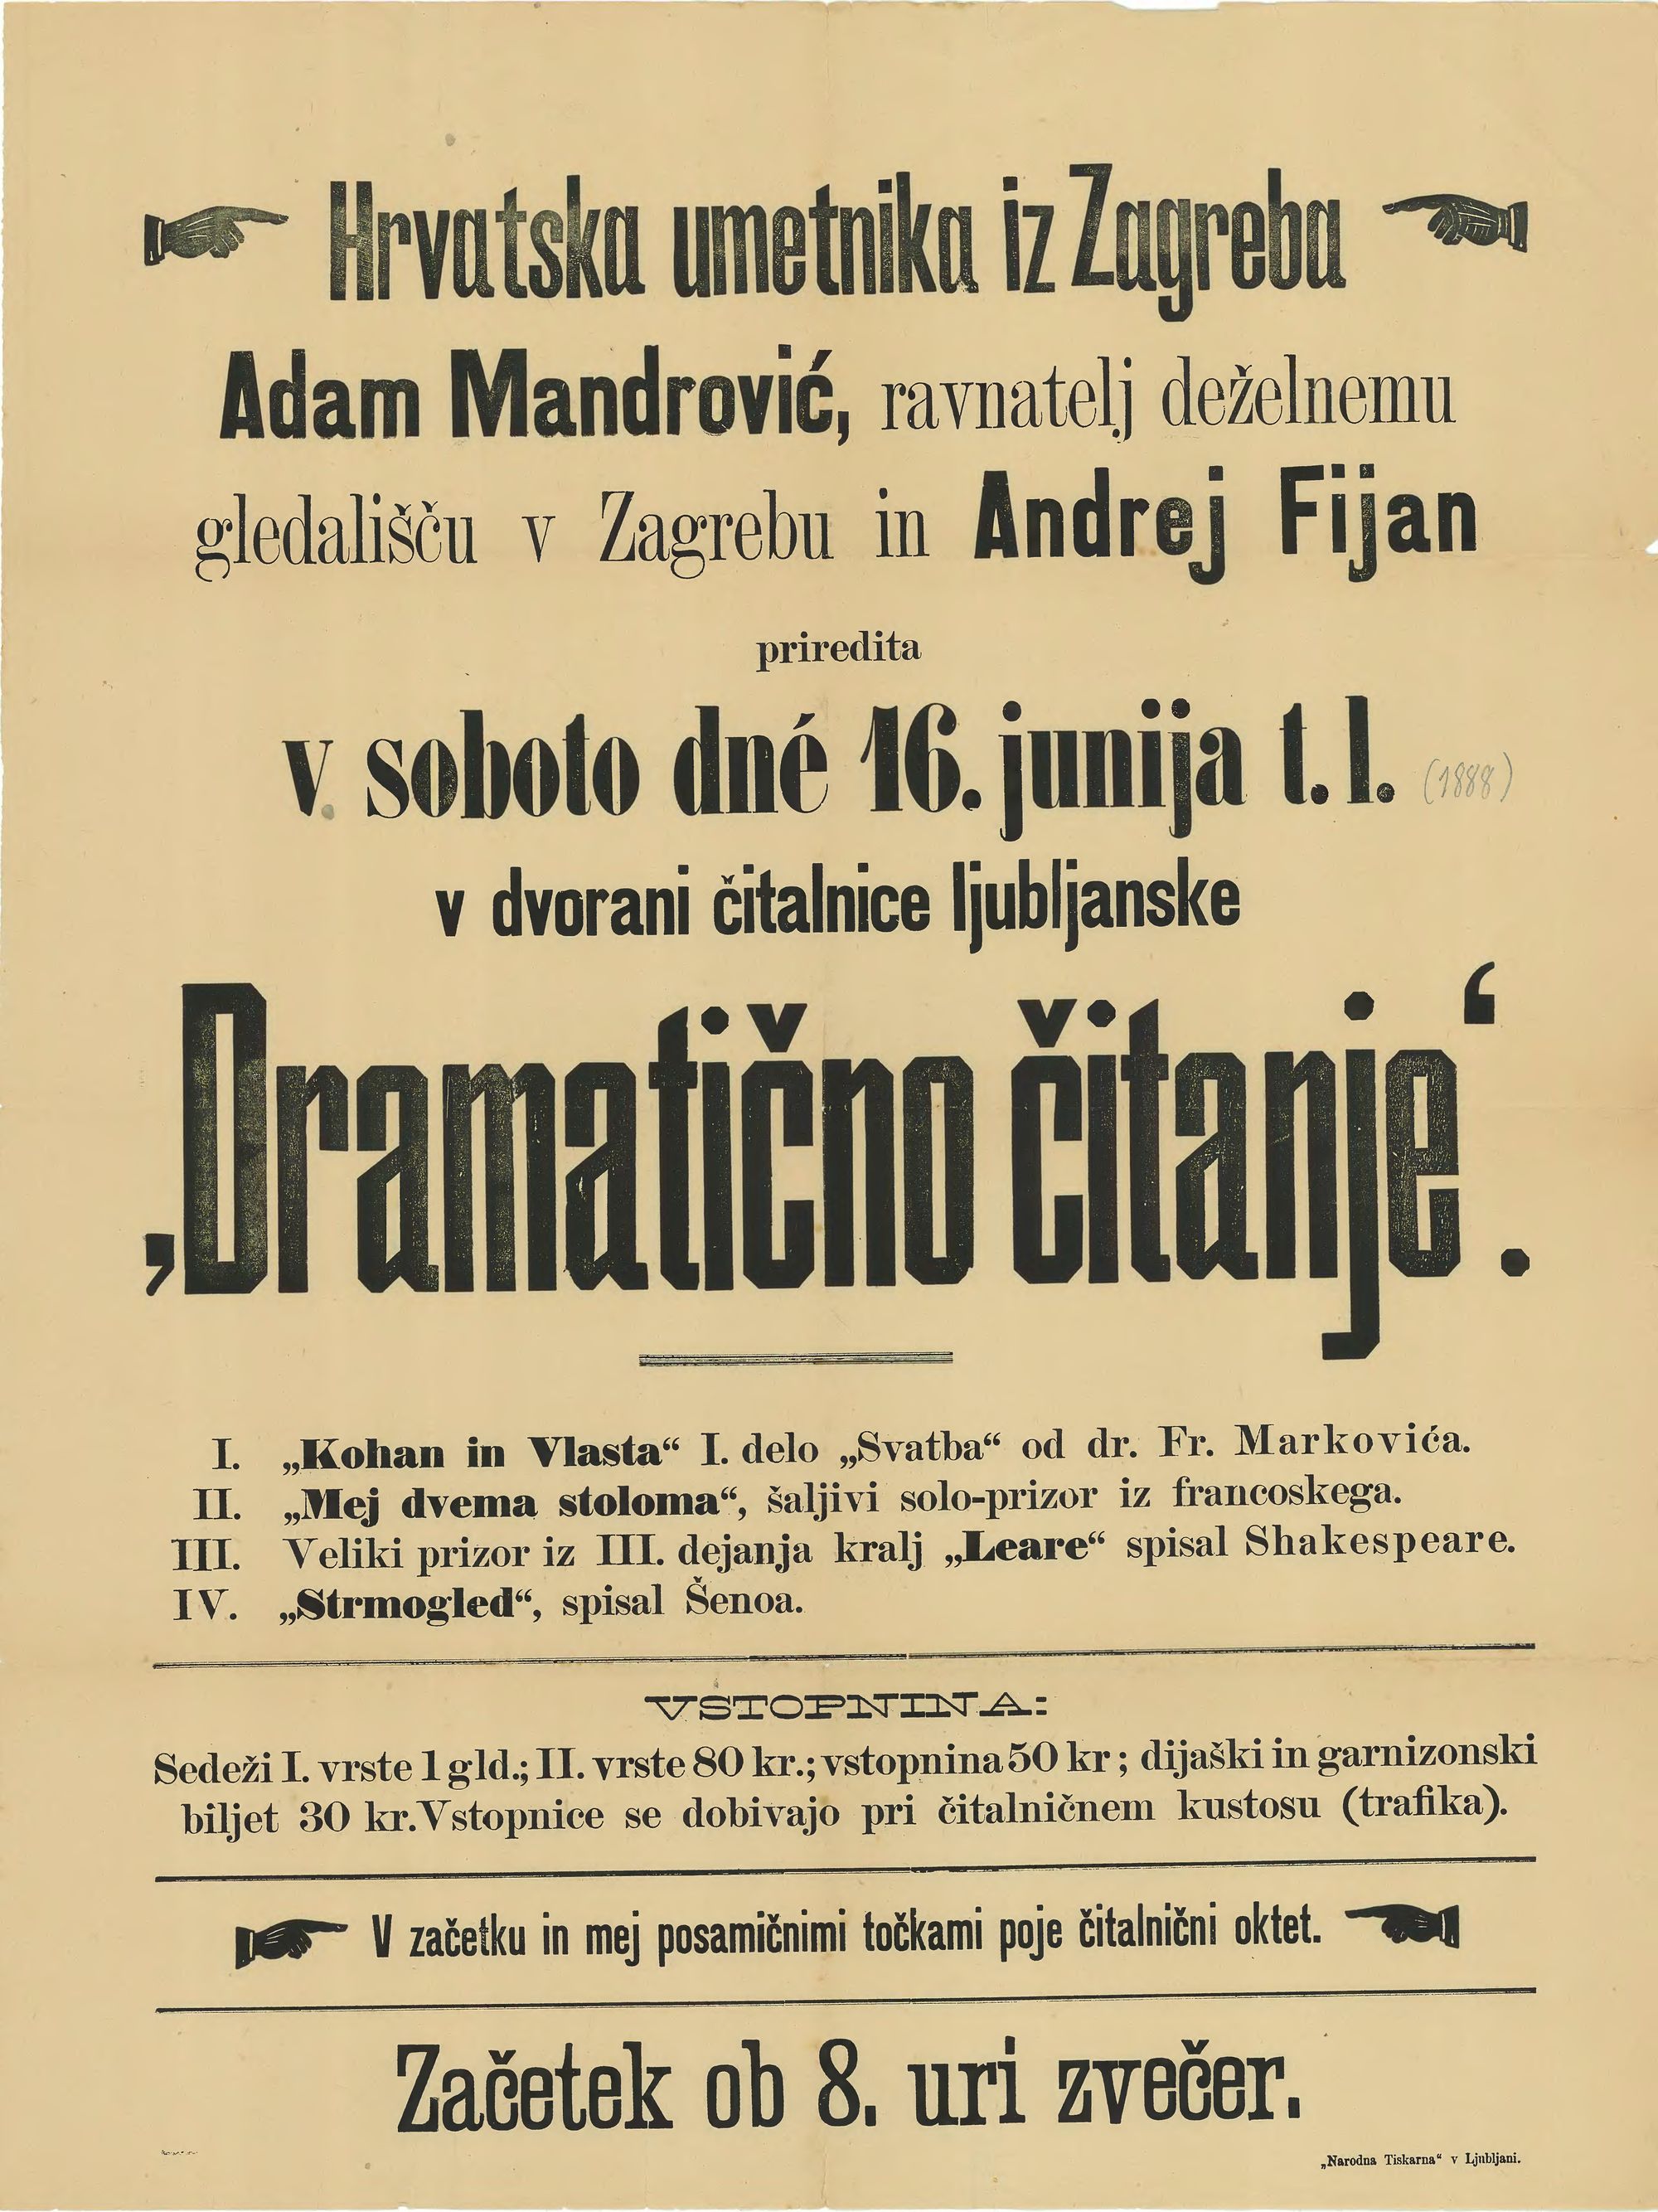 Hrvatska umetnika iz Zagreba
Adam Mandrović, ravnatelj deželnemu
gledališču v Zagrebu in Andrej Fijan
priredita
v soboto dné 16. junija t. l. (1888)
v dvorani čitalnice ljubljanske
‚Dramatično čitanje‘.
I. „Kohan in Vlasta“ I. delo „Svatba“ od dr. Fr. Markovića.
II. „Mej dvema stoloma“, šaljivi solo-prizor iz francoskega.
III. Veliki prizor iz III. dejanja kralj „Leare“ spisal Shakespeare.
IV. „Strmogled“, spisal Šenoa.
VSTOPNINA:
Sedeži I. vrste 1 gld.; II. vrste 80 kr.; vstopnina 50 kr ; dijaški in garnizonski
biljet 30 kr. Vstopnice se dobivajo pri čitalničnem kustosu (trafika).
V začetku in mej posamičnimi točkami poje čitalnični oktet.
Začetek ob 8. uri zvečer.
„Narodna Tiskarna“ v Ljubljani.